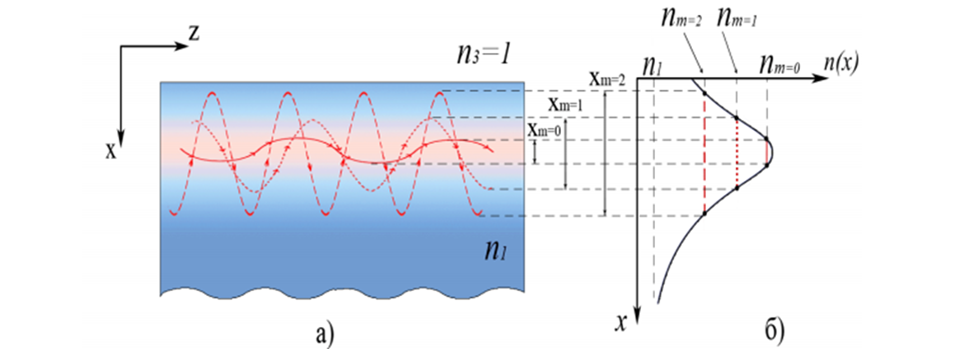 z
x
n₃=1
n₁
а)
xₘ₌₂
xₘ₌₁
xₘ₌₀
nₘ₌₂ nₘ₌₁
n₁ nₘ₌₀ n(x)
x
б)